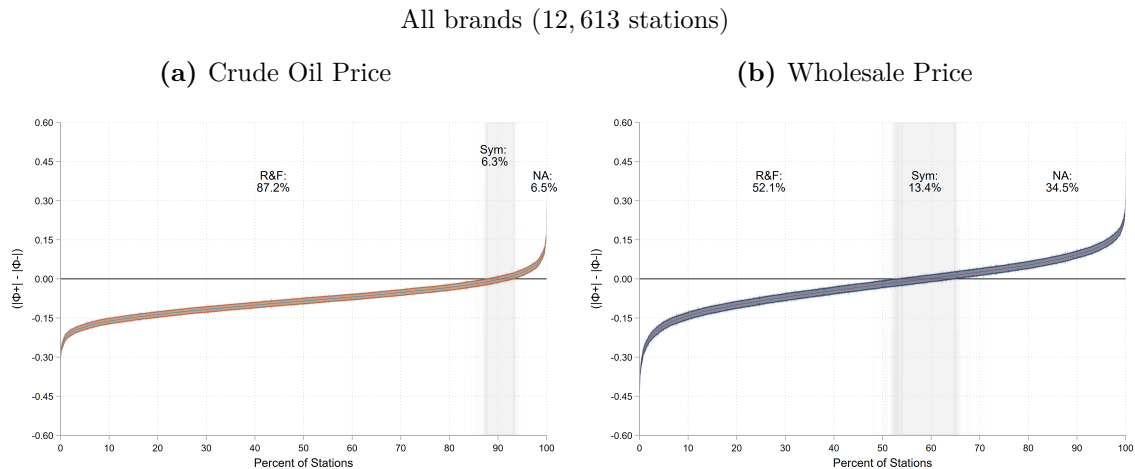 All brands (12, 613 stations)
(a) Crude Oil Price
(|Φ+| - |Φ-|)
0.60
0.45
0.30
0.15
0.00
-0.15
-0.30
-0.45
-0.60
R&F:
87.2%
Sym:
6.3%
NA:
6.5%
0 10 20 30 40 50 60 70 80 90 100
Percent of Stations
(b) Wholesale Price
(|Φ+| - |Φ-|)
0.60
0.45
0.30
0.15
0.00
-0.15
-0.30
-0.45
-0.60
R&F:
52.1%
Sym:
13.4%
NA:
34.5%
0 10 20 30 40 50 60 70 80 90 100
Percent of Stations